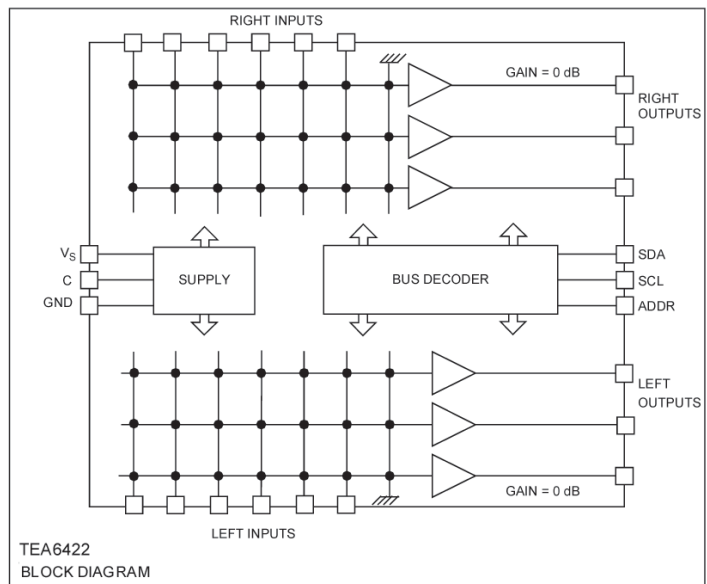 RIGHT INPUTS
GAIN = 0 dB
RIGHT
OUTPUTS
VS
C
GND
SUPPLY
BUS DECODER
SDA
SCL
ADDR
LEFT
OUTPUTS
GAIN = 0 dB
LEFT INPUTS
TEA6422
BLOCK DIAGRAM